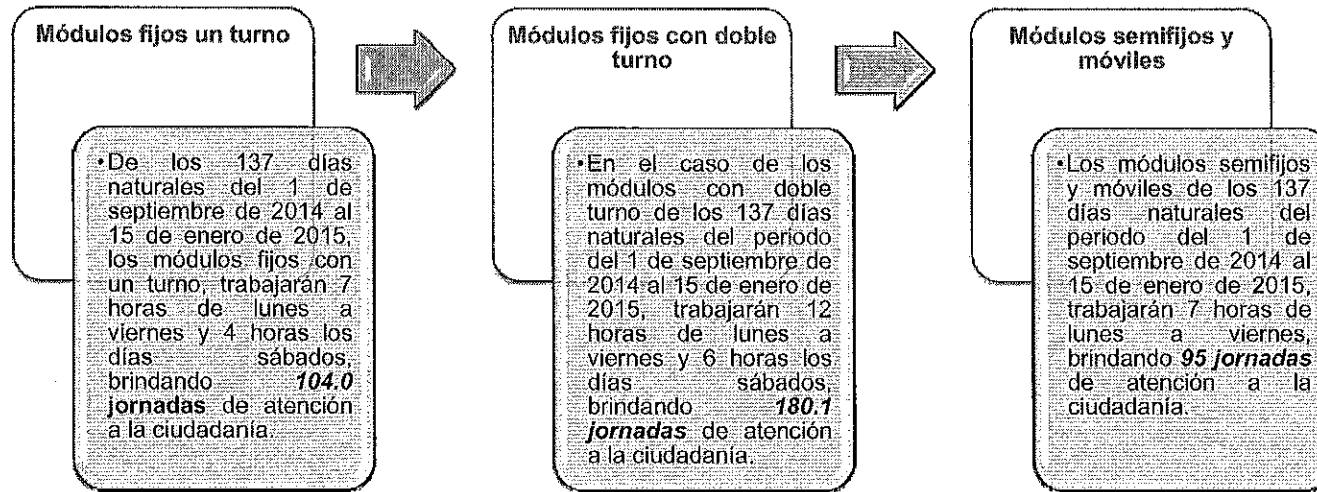 Módulos fijos un turno
•De los 137 días
naturales del 1 de
septiembre de 2014 al
15 de enero de 2015,
los módulos fijos con
un turno, trabajarán 7
horas de lunes a
viernes y 4 horas los
días sábados,
brindando 104.0
jornadas de atención
a la ciudadanía.
Módulos fijos con doble
turno
•En el caso de los
módulos con doble
turno de los 137 días
naturales del periodo
del 1 de septiembre de
2014 al 15 de enero de
2015, trabajarán 12
horas de lunes a
viernes y 6 horas los
días sábados,
brindando 180.1
jornadas de atención
a la ciudadanía.
Módulos semifijos y
móviles
•Los módulos semifijos
y móviles de los 137
días naturales del
periodo del 1 de
septiembre de 2014 al
15 de enero de 2015,
trabajarán 7 horas de
lunes a viernes,
brindando 95 jornadas
de atención a la
ciudadanía.